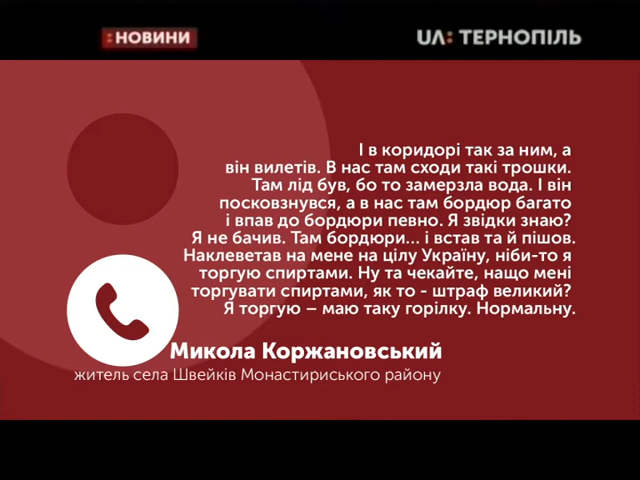 :НОВИНИ
UA: ТЕРНОПІЛЬ
І в коридорі так за ним, а
він вилетів. В нас там сходи такі трошки.
Там лід був, бо то замерзла вода. І він
посковзнувся, а в нас там бордюр багато
і впав до бордюри певно. Я звідки знаю?
Я не бачив. Там бордюри... і встав та й пішов.
Наклеветав на мене на цілу Україну, ніби-то я
торгую спиртами. Ну та чекайте, нащо мені
торгувати спиртами, як то - штраф великий?
Я торгую – маю таку горілку. Нормальну.
Микола Коржановський
житель села Швейків Монастириського району